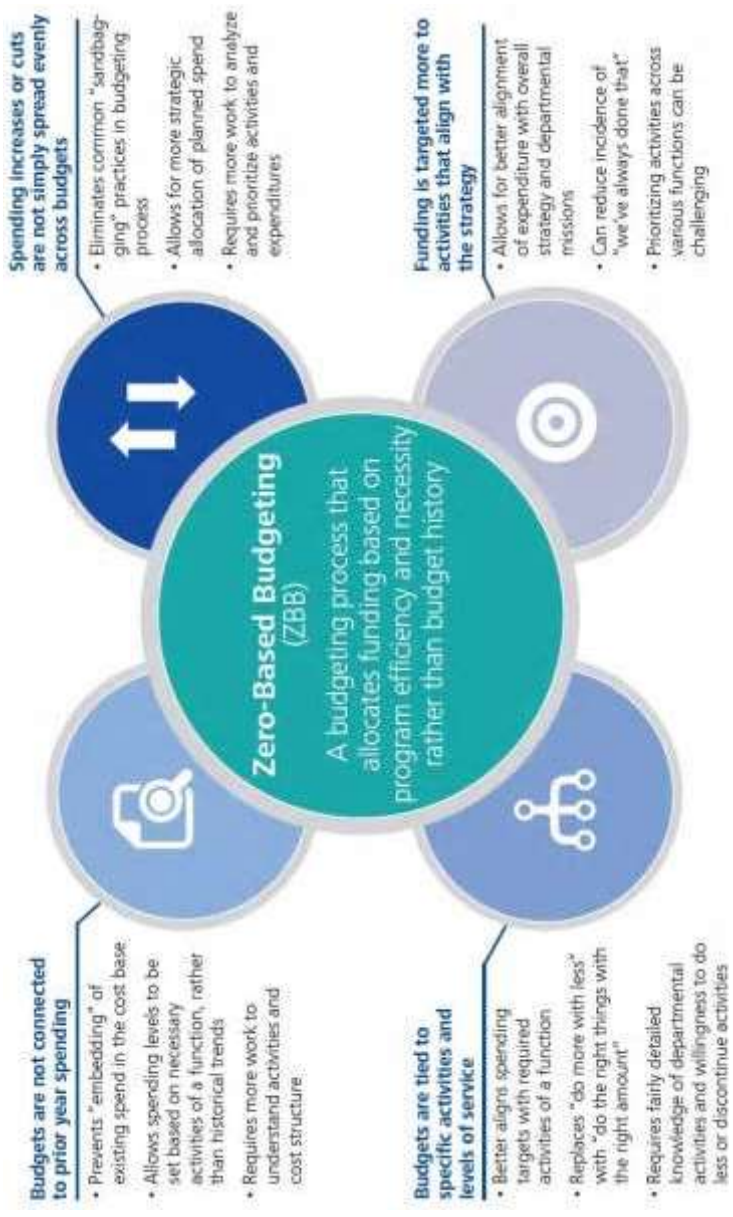 Budgets are not connected
to prior year spending
• Prevents "embedding" of
existing spend in the cost base
• Allows spending levels to be
set based on necessary
activities of a function, rather
than historical trends
• Requires more work to
understand activities and
cost structure
Spending increases or cuts
are not simply spread evenly
across budgets
• Eliminates common "sandbag-
ging" practices in budgeting
process
• Allows for more strategic
allocation of planned spend
• Requires more work to analyze
and prioritize activities and
expenditures
Zero-Based Budgeting
(ZBB)
A budgeting process that
allocates funding based on
program efficiency and necessity
rather than budget history
Budgets are tied to
specific activities and
levels of service
• Better aligns spending
targets with required
activities of a function
• Replaces "do more with less"
with "do the right things with
the right amount"
• Requires fairly detailed
knowledge of departmental
activities and willingness to do
less or discontinue activities
Funding is targeted more to
activities that align with
the strategy
• Allows for better alignment
of expenditure with overall
strategy and departmental
missions
• Can reduce incidence of
"we've always done that"
• Prioritizing activities across
various functions can be
challenging